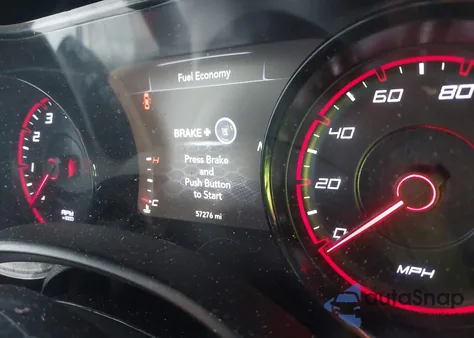 Fuel Economy
BRAKE +
Press Brake
and
Push Button
to Start
57276 mi
H
C
3
2
1
RPM
80
60
40
20
0
MPH
autoSnap